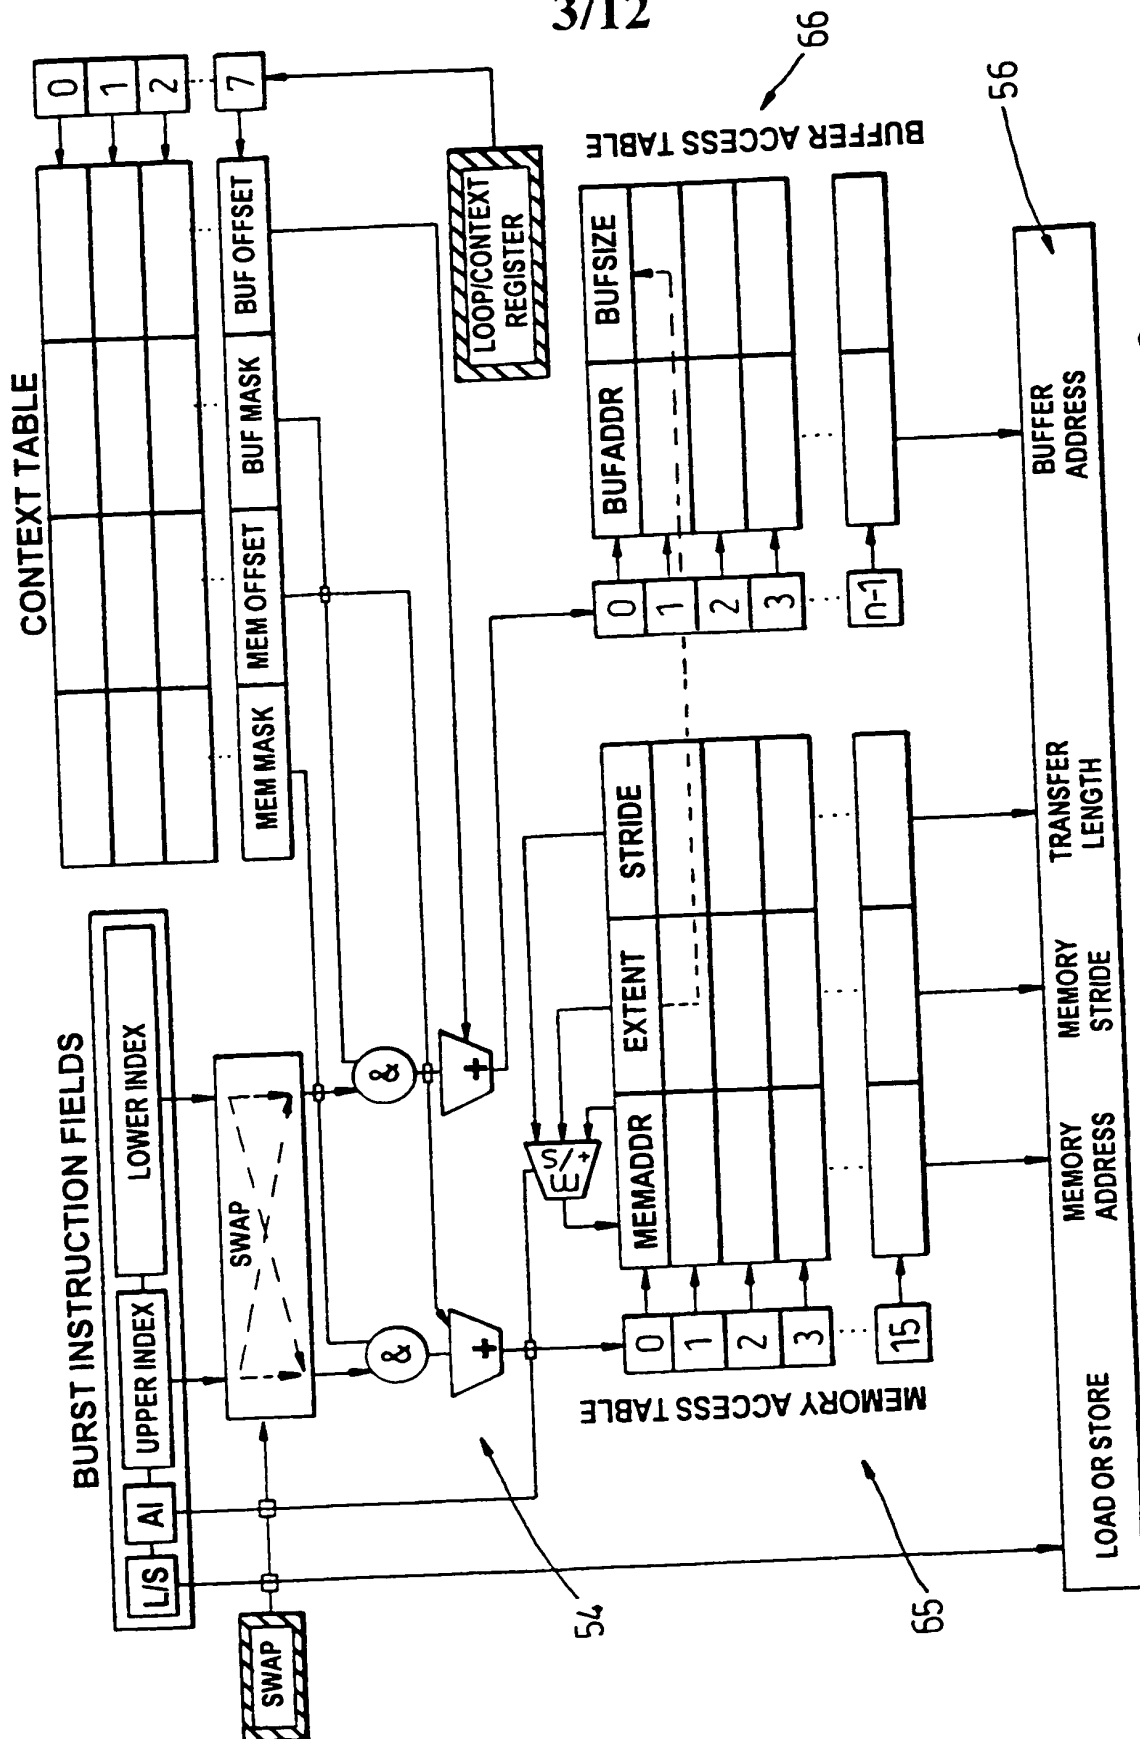 3/12
BURST INSTRUCTION FIELDS
L/S
AI
UPPER INDEX
LOWER INDEX
SWAP
SWAP
CONTEXT TABLE
0
1
2
7
MEM MASK
MEM OFFSET
BUF MASK
BUF OFFSET
LOOP/CONTEXT
REGISTER
&
&
+
+
54
MEMORY ACCESS TABLE
65
MEMADDR
EXTENT
STRIDE
0
1
2
3
15
BUFFER ACCESS TABLE
66
BUFADDR
BUFSIZE
0
1
2
3
n-1
LOAD OR STORE
MEMORY
ADDRESS
MEMORY
STRIDE
TRANSFER
LENGTH
BUFFER
ADDRESS
56